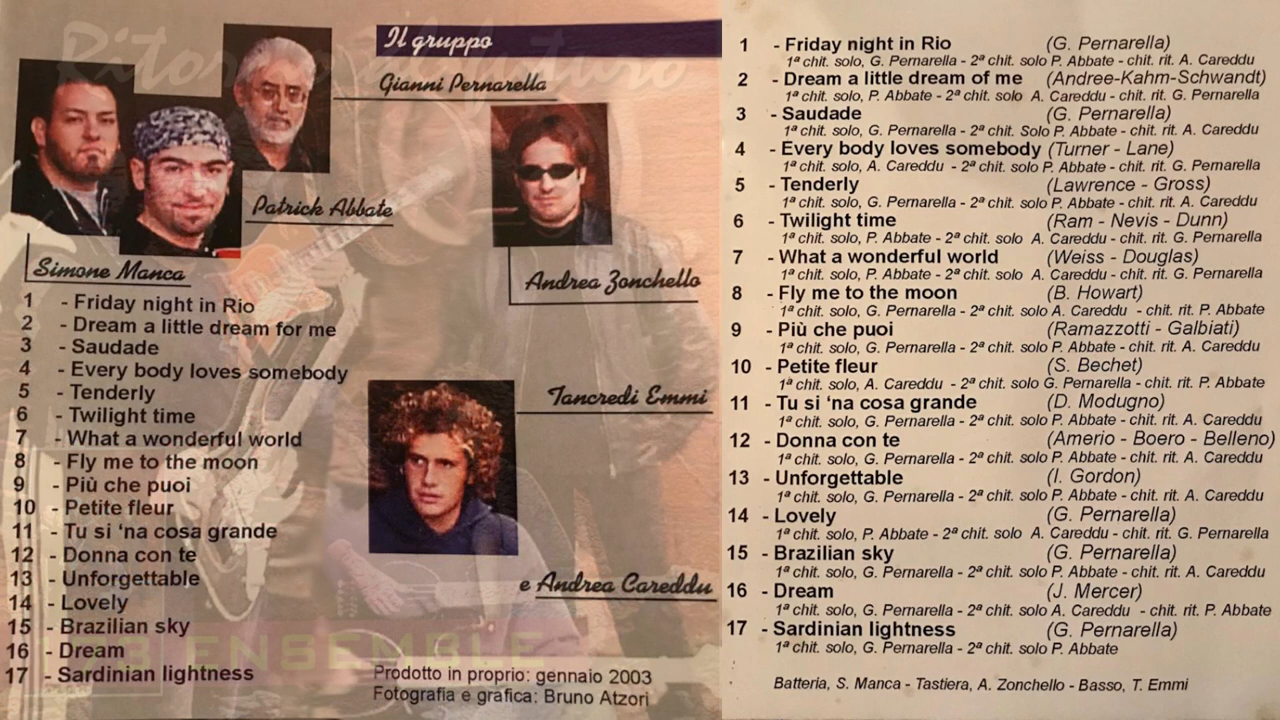 Ritorno al futuro
Il gruppo
Gianni Pernarella
Patrick Abbate
Simone Manca
Andrea Zonchello
1 - Friday night in Rio
2 - Dream a little dream for me
3 - Saudade
4 - Every body loves somebody
5 - Tenderly
6 - Twilight time
7 - What a wonderful world
8 - Fly me to the moon
9 - Più che puoi
10 - Petite fleur
11 - Tu si ‘na cosa grande
12 - Donna con te
13 - Unforgettable
14 - Lovely
15 - Brazilian sky
16 - Dream
17 - Sardinian lightness
Tancredi Emmi
e Andrea Careddu
ENSEMBLE
Prodotto in proprio: gennaio 2003
Fotografia e grafica: Bruno Atzori
1 - Friday night in Rio (G. Pernarella)
1ª chit. solo, G. Pernarella - 2ª chit. solo P. Abbate - chit. rit. A. Careddu
2 - Dream a little dream of me (Andree-Kahm-Schwandt)
1ª chit. solo, P. Abbate - 2ª chit. solo A. Careddu - chit. rit. G. Pernarella
3 - Saudade (G. Pernarella)
1ª chit. solo, G. Pernarella - 2ª chit. Solo P. Abbate - chit. rit. A. Careddu
4 - Every body loves somebody (Turner - Lane)
1ª chit. solo, A. Careddu - 2ª chit. solo P. Abbate - chit. rit. G. Pernarella
5 - Tenderly (Lawrence - Gross)
1ª chit. solo, G. Pernarella - 2ª chit. solo P. Abbate - chit. rit. A. Careddu
6 - Twilight time (Ram - Nevis - Dunn)
1ª chit. solo, P. Abbate - 2ª chit. solo A. Careddu - chit. rit. G. Pernarella
7 - What a wonderful world (Weiss - Douglas)
1ª chit. solo, P. Abbate - 2ª chit. solo A. Careddu - chit. rit. G. Pernarella
8 - Fly me to the moon (B. Howart)
1ª chit. solo, G. Pernarella - 2ª chit. solo A. Careddu - chit. rit. P. Abbate
9 - Più che puoi (Ramazzotti - Galbiati)
1ª chit. solo, G. Pernarella - 2ª chit. solo P. Abbate - chit. rit. A. Careddu
10 - Petite fleur (S. Bechet)
1ª chit. solo, A. Careddu - 2ª chit. solo G. Pernarella - chit. rit. P. Abbate
11 - Tu si ‘na cosa grande (D. Modugno)
1ª chit. solo, G. Pernarella - 2ª chit. solo P. Abbate - chit. rit. A. Careddu
12 - Donna con te (Amerio - Boero - Belleno)
1ª chit. solo, G. Pernarella - 2ª chit. solo P. Abbate - chit. rit. A. Careddu
13 - Unforgettable (I. Gordon)
1ª chit. solo, G. Pernarella - 2ª chit. solo P. Abbate - chit. rit. A. Careddu
14 - Lovely (G. Pernarella)
1ª chit. solo, P. Abbate - 2ª chit. solo A. Careddu - chit. rit. G. Pernarella
15 - Brazilian sky (G. Pernarella)
1ª chit. solo, G. Pernarella - 2ª chit. solo P. Abbate - chit. rit. A. Careddu
16 - Dream (J. Mercer)
1ª chit. solo, G. Pernarella - 2ª chit. solo A. Careddu - chit. rit. P. Abbate
17 - Sardinian lightness (G. Pernarella)
1ª chit. solo, G. Pernarella - 2ª chit. solo P. Abbate
Batteria, S. Manca - Tastiera, A. Zonchello - Basso, T. Emmi